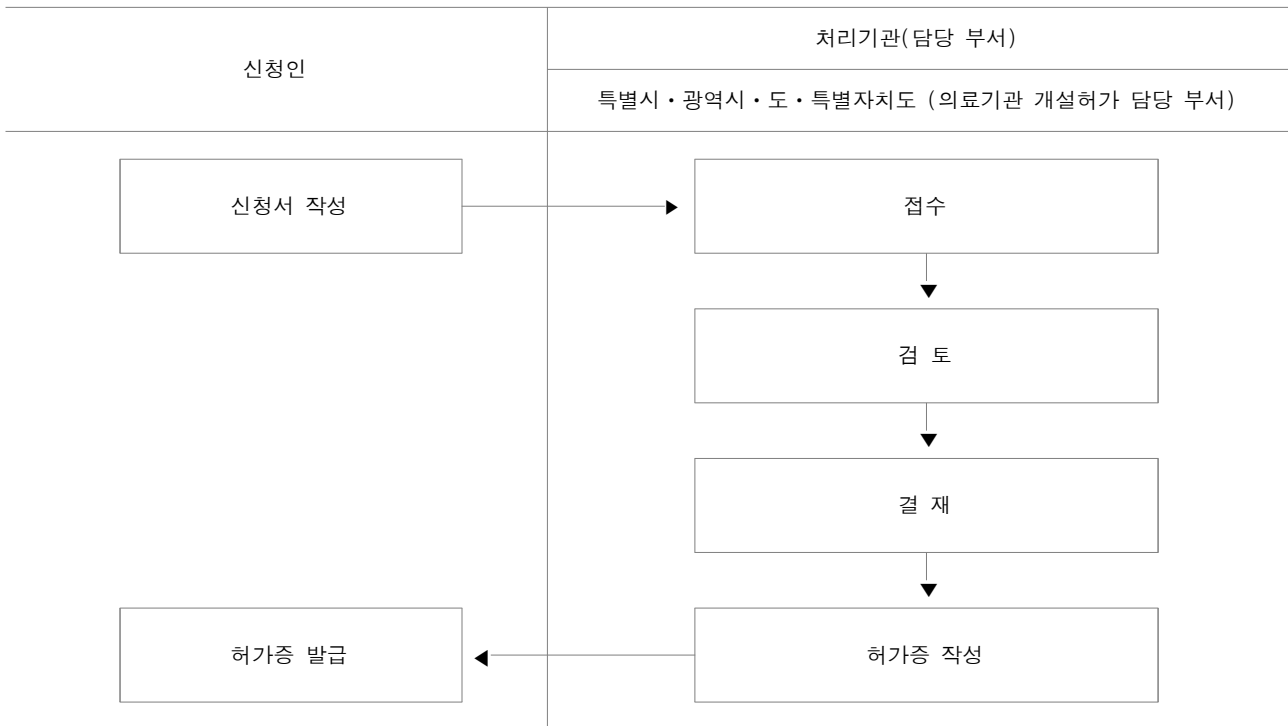 신청인
처리기관(담당 부서)
특별시・광역시・도・특별자치도 (의료기관 개설허가 담당 부서)
신청서 작성
접수
검 토
결 재
허가증 발급
허가증 작성